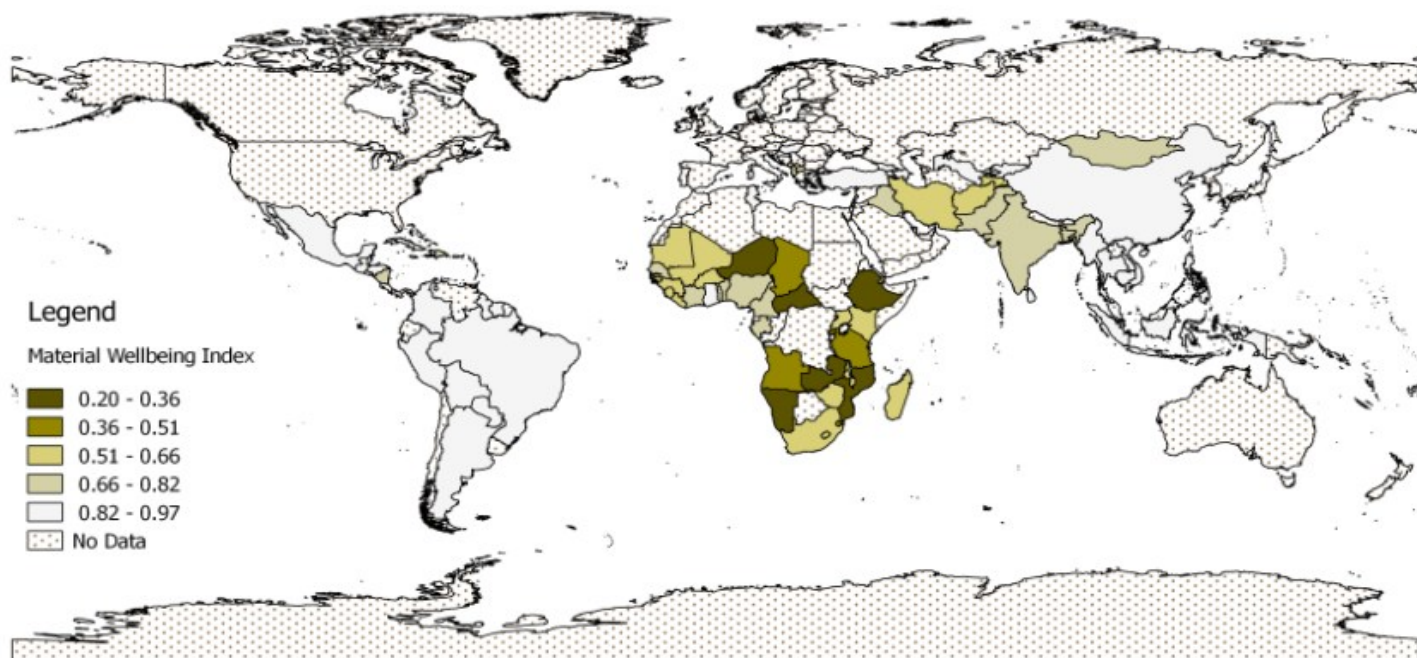 Legend
Material Wellbeing Index
0.20 - 0.36
0.36 - 0.51
0.51 - 0.66
0.66 - 0.82
0.82 - 0.97
No Data